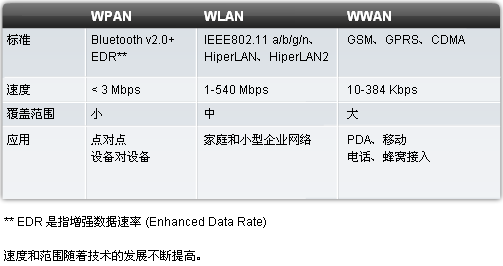 WPAN WLAN WWAN
标准 Bluetooth v2.0+ IEEE802.11 a/b/g/n、 GSM、GPRS、CDMA
EDR** HiperLAN、HiperLAN2
速度 < 3 Mbps 1-540 Mbps 10-384 Kbps
覆盖范围 小 中 大
应用 点对点 家庭和小型企业网络 PDA、移动
设备对设备 电话、蜂窝接入
** EDR 是指增强数据速率 (Enhanced Data Rate)
速度和范围随着技术的发展不断提高。